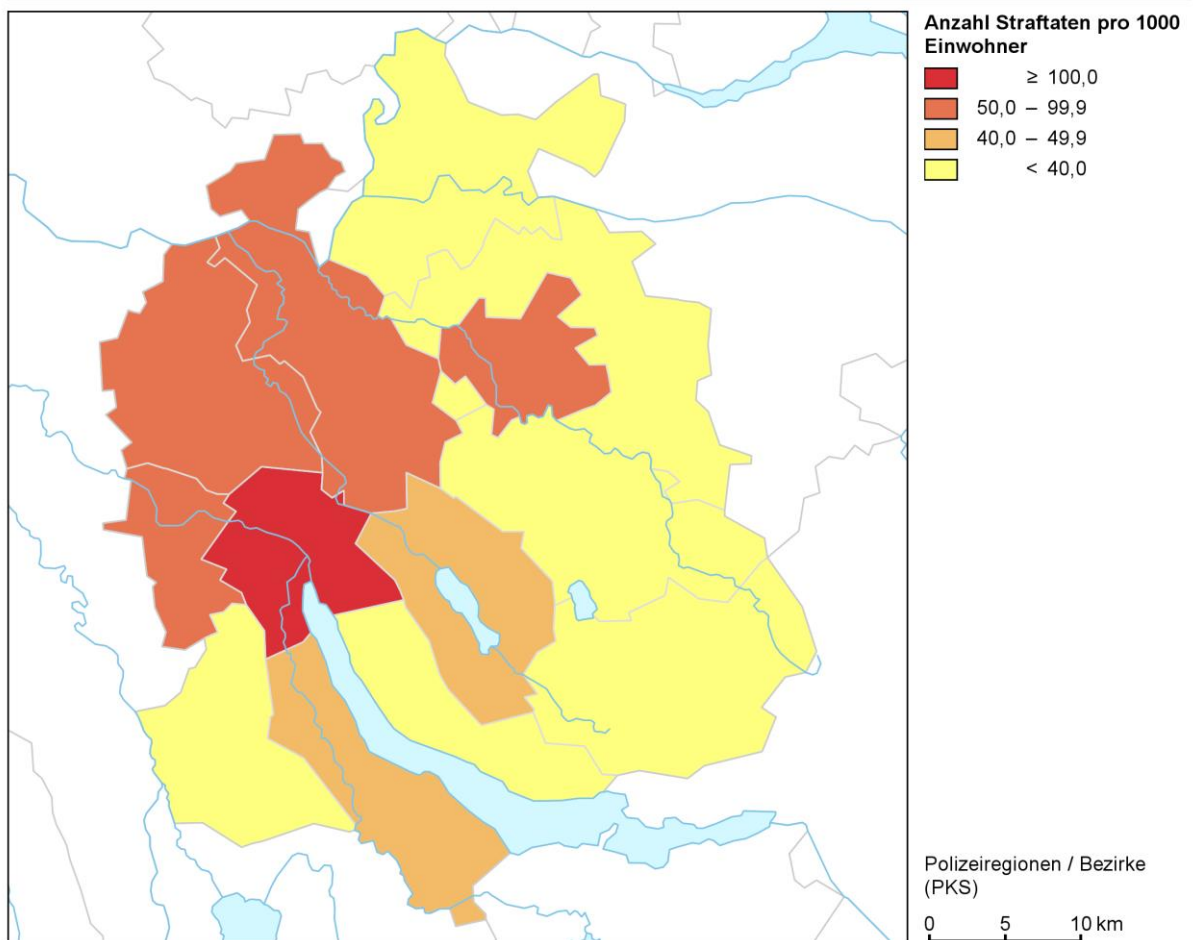 Anzahl Straftaten pro 1000
Einwohner
≥ 100,0
50,0 – 99,9
40,0 – 49,9
< 40,0
Polizeiregionen / Bezirke
(PKS)
0 5 10 km